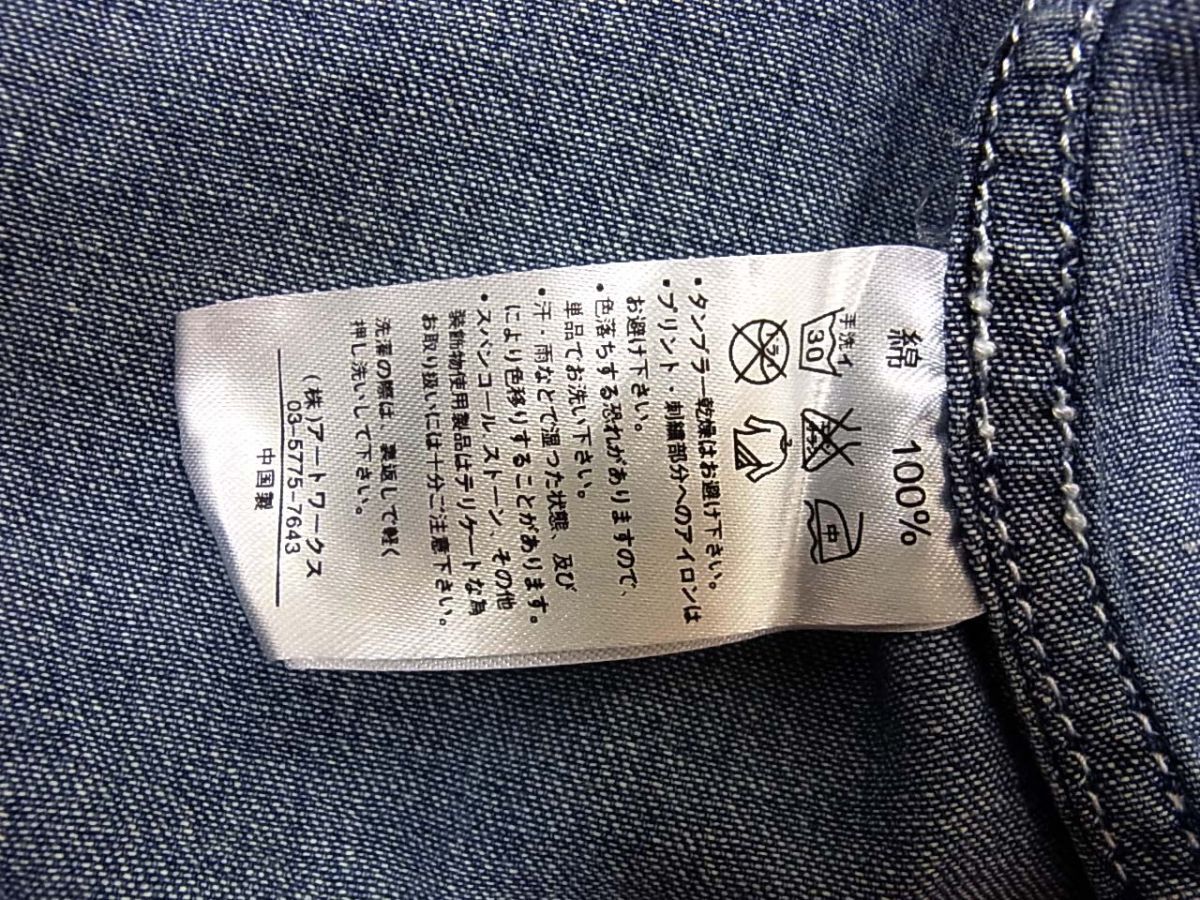 綿 100%
手洗イ
30
中
ドライ
・タンブラー乾燥はお避け下さい。
・プリント・刺繍部分へのアイロンは
お避け下さい。
・色落ちする恐れがありますので、
単品でお洗い下さい。
・汗・雨などで湿った状態、及び
により色移りすることがあります。
・スパンコール、ストーン、その他
装飾物使用製品はデリケートな為
お取り扱いには十分ご注意下さい。
洗濯の際は、裏返しで軽く
押し洗いして下さい。
(株)アートワークス
03-5775-7643
中国製